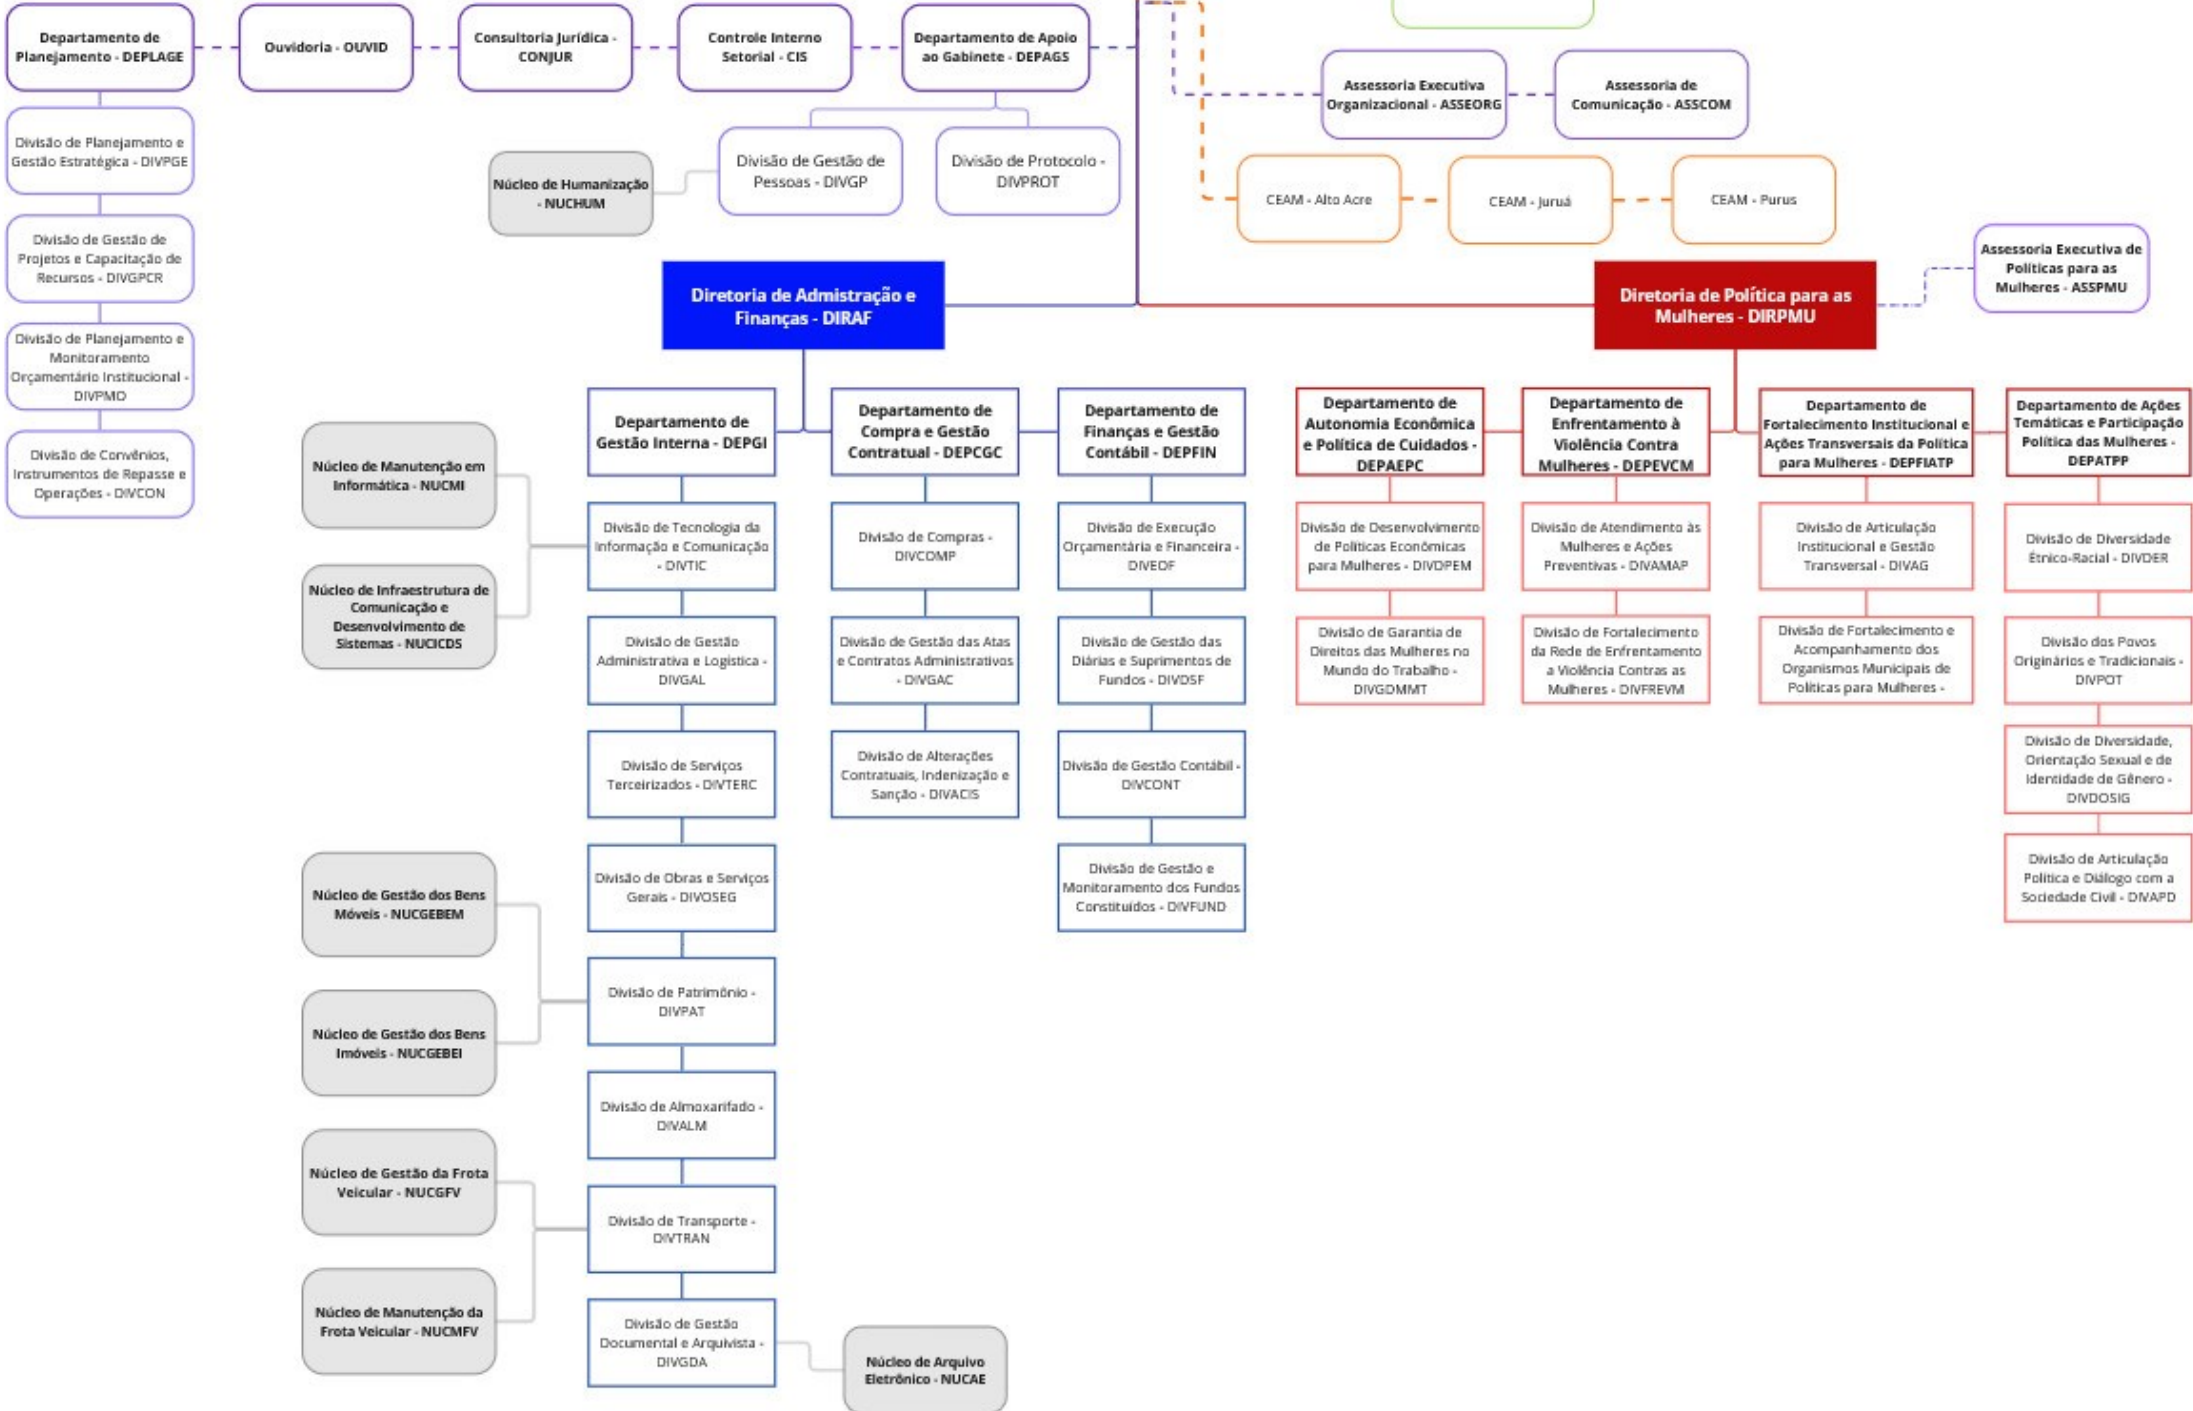 Departamento de
Planejamento - DEPLAGE
Ouvidoria - OUVID
Consultoria Jurídica -
CONJUR
Controle Interno
Setorial - CIS
Departamento de Apoio
ao Gabinete - DEPAGS
Assessoria Executiva
Organizacional - ASSEORG
Assessoria de
Comunicação - ASSCOM
Divisão de Planejamento e
Gestão Estratégica - DIVPGE
Divisão de Gestão de
Projetos e Capacitação de
Recursos - DIVGPCR
Divisão de Planejamento e
Monitoramento
Orçamentário Institucional -
DIVPMO
Divisão de Convênios,
Instrumentos de Repasse e
Operações - DIVCON
Núcleo de Humanização
- NUCHUM
Divisão de Gestão de
Pessoas - DIVGP
Divisão de Protocolo -
DIVPROT
CEAM - Alto Acre
CEAM - Juruá
CEAM - Purus
Assessoria Executiva de
Políticas para as
Mulheres - ASSPMU
Diretoria de Admistração e
Finanças - DIRAF
Diretoria de Política para as
Mulheres - DIRPMU
Departamento de
Gestão Interna - DEPGI
Departamento de
Compra e Gestão
Contratual - DEPCGC
Departamento de
Finanças e Gestão
Contábil - DEPFIN
Departamento de
Autonomia Econômica
e Política de Cuidados -
DEPAEPC
Departamento de
Enfrentamento à
Violência Contra
Mulheres - DEPEVCM
Departamento de
Fortalecimento Institucional e
Ações Transversais da Política
para Mulheres - DEPFIATP
Departamento de Ações
Temáticas e Participação
Política das Mulheres -
DEPATPP
Núcleo de Manutenção em
Informática - NUCMI
Núcleo de Infraestrutura de
Comunicação e
Desenvolvimento de
Sistemas - NUCICDS
Divisão de Tecnologia da
Informação e Comunicação
- DIVTIC
Divisão de Compras -
DIVCOMP
Divisão de Execução
Orçamentária e Financeira -
DIVEOF
Divisão de Desenvolvimento
de Políticas Econômicas
para Mulheres - DIVDPEM
Divisão de Atendimento às
Mulheres e Ações
Preventivas - DIVAMAP
Divisão de Articulação
Institucional e Gestão
Transversal - DIVAG
Divisão de Diversidade
Étnico-Racial - DIVDER
Divisão de Gestão
Administrativa e Logística -
DIVGAL
Divisão de Gestão das Atas
e Contratos Administrativos
- DIVGAC
Divisão de Gestão das
Diárias e Suprimentos de
Fundos - DIVDSF
Divisão de Garantia de
Direitos das Mulheres no
Mundo do Trabalho -
DIVGDMMT
Divisão de Fortalecimento
da Rede de Enfrentamento
a Violência Contras as
Mulheres - DIVFREVM
Divisão de Fortalecimento e
Acompanhamento dos
Organismos Municipais de
Políticas para Mulheres -
Divisão dos Povos
Originários e Tradicionais -
DIVPOT
Divisão de Serviços
Terceirizados - DIVTERC
Divisão de Alterações
Contratuais, Indenização e
Sanção - DIVACIS
Divisão de Gestão Contábil -
DIVCONT
Divisão de Diversidade,
Orientação Sexual e de
Identidade de Gênero -
DIVDOSIG
Núcleo de Gestão dos Bens
Móveis - NUCGEBEM
Divisão de Obras e Serviços
Gerais - DIVOSEG
Divisão de Gestão e
Monitoramento dos Fundos
Constituídos - DIVFUND
Divisão de Articulação
Política e Diálogo com a
Sociedade Civil - DIVAPD
Núcleo de Gestão dos Bens
Imóveis - NUCGEBEI
Divisão de Patrimônio -
DIVPAT
Divisão de Almoxarifado -
DIVALM
Núcleo de Gestão da Frota
Veicular - NUCGFV
Divisão de Transporte -
DIVTRAN
Núcleo de Manutenção da
Frota Veicular - NUCMFV
Divisão de Gestão
Documental e Arquivista -
DIVGDA
Núcleo de Arquivo
Eletrônico - NUCAE